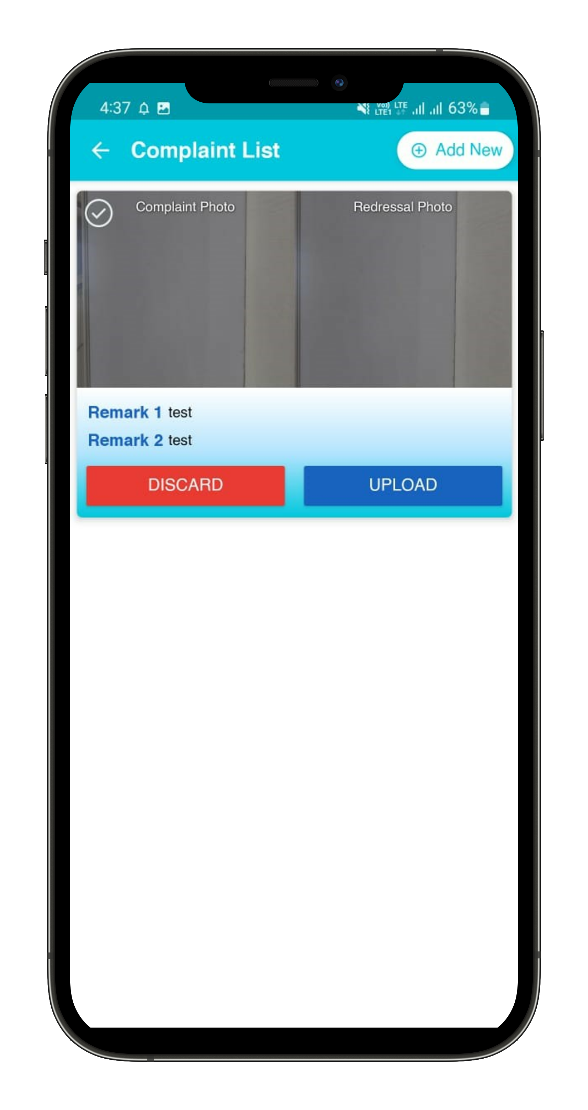 4:37 63%
Complaint List
Add New
Complaint Photo Redressal Photo
Remark 1 test
Remark 2 test
DISCARD UPLOAD